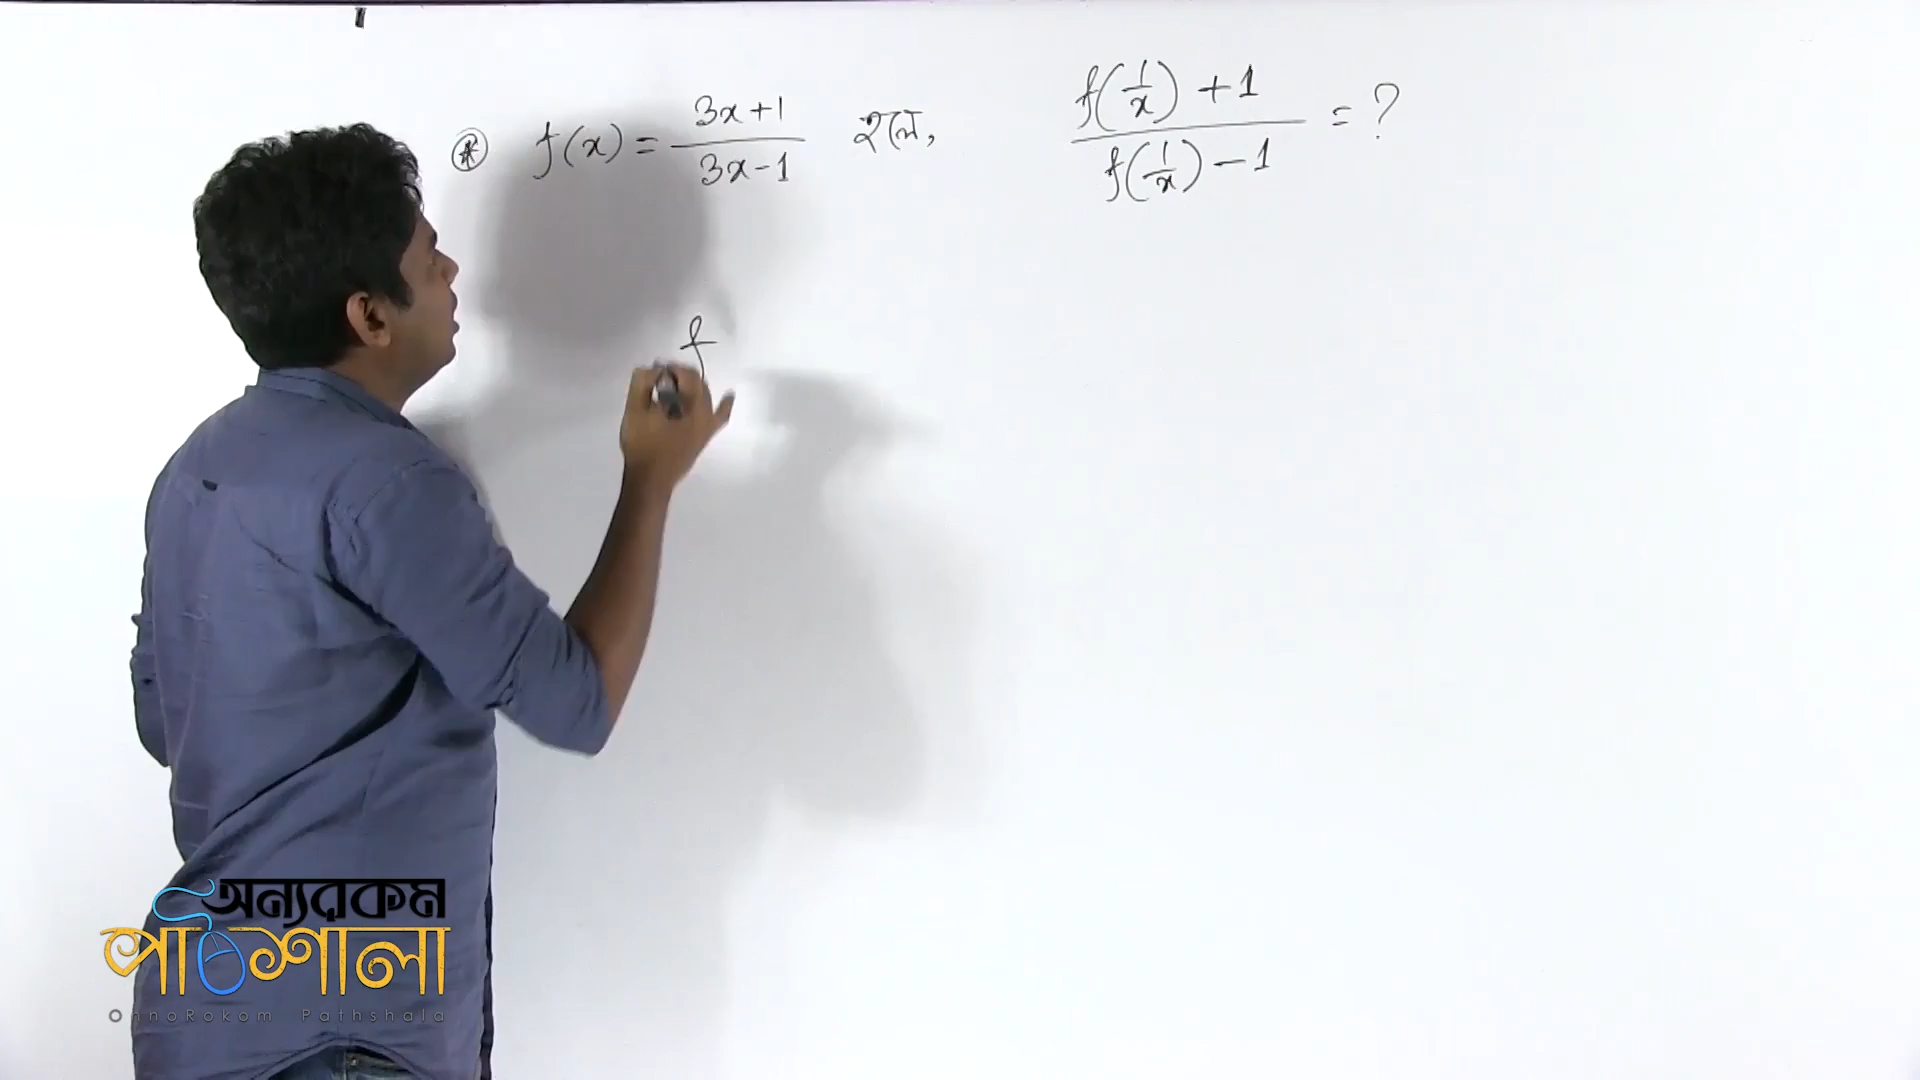 ⊛ f(x) = (3x+1)/(3x-1) হলে, (f(1/x) + 1)/(f(1/x) - 1) = ?
f
অন্যরকম
পাঠশালা
OnnoRokom Pathshala